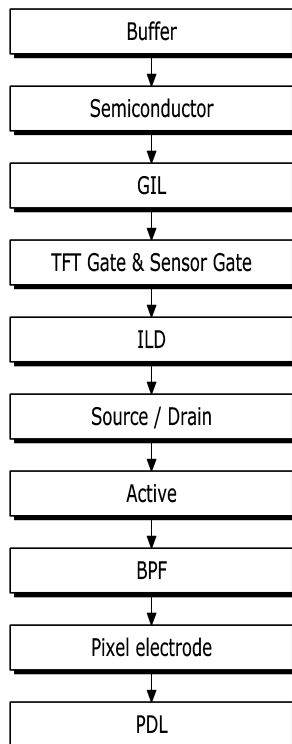 Buffer
Semiconductor
GIL
TFT Gate & Sensor Gate
ILD
Source / Drain
Active
BPF
Pixel electrode
PDL